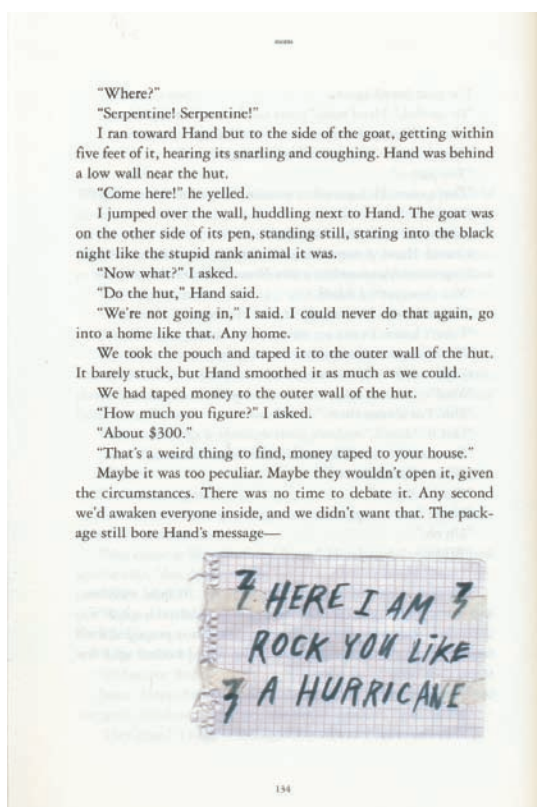 “Where?”
“Serpentine! Serpentine!”
I ran toward Hand but to the side of the goat, getting within
five feet of it, hearing its snarling and coughing. Hand was behind
a low wall near the hut.
“Come here!” he yelled.
I jumped over the wall, huddling next to Hand. The goat was
on the other side of its pen, standing still, staring into the black
night like the stupid rank animal it was.
“Now what?” I asked.
“Do the hut,” Hand said.
“We’re not going in,” I said. I could never do that again, go
into a home like that. Any home.
We took the pouch and taped it to the outer wall of the hut.
It barely stuck, but Hand smoothed it as much as we could.
We had taped money to the outer wall of the hut.
“How much you figure?” I asked.
“About $300.”
“That’s a weird thing to find, money taped to your house.”
Maybe it was too peculiar. Maybe they wouldn’t open it, given
the circumstances. There was no time to debate it. Any second
we’d awaken everyone inside, and we didn’t want that. The pack-
age still bore Hand’s message—
HERE I AM
ROCK YOU LIKE
A HURRICANE
134